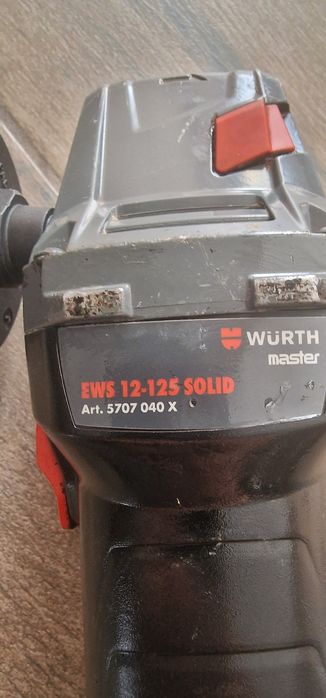 WÜRTH
master
EWS 12-125 SOLID
Art. 5707 040 X